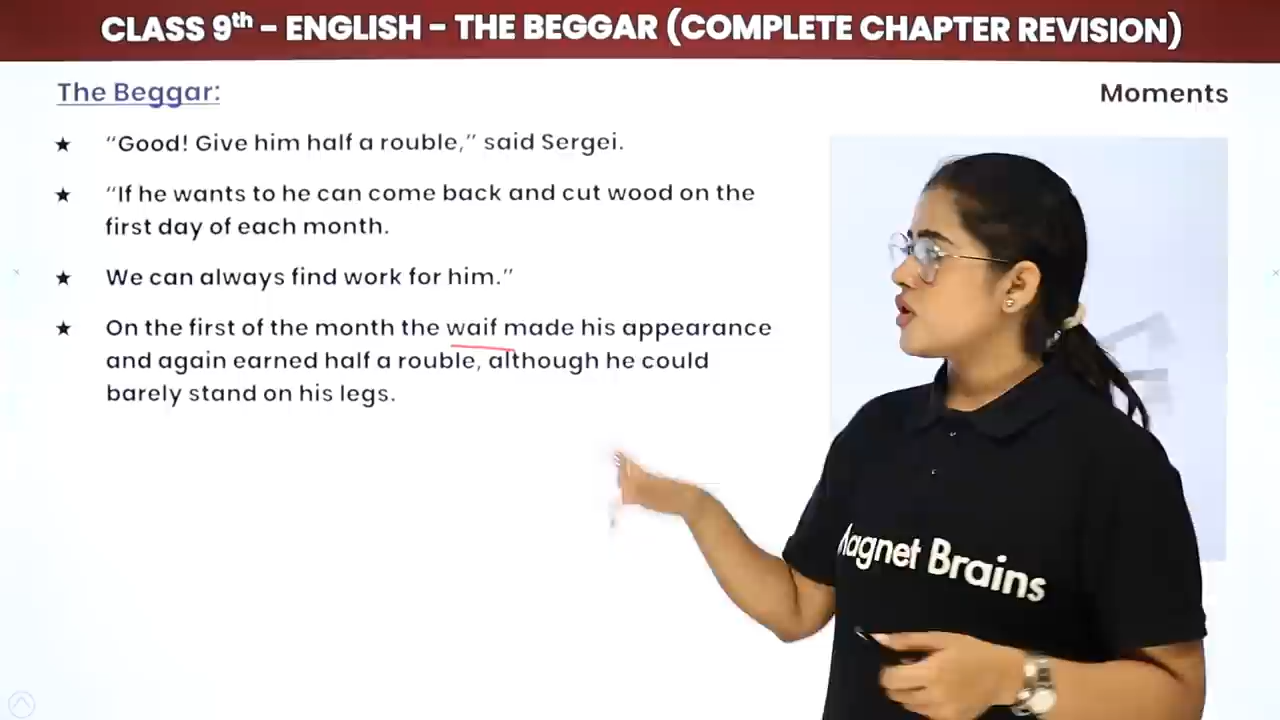 CLASS 9th - ENGLISH - THE BEGGAR (COMPLETE CHAPTER REVISION)
The Beggar:
Moments
★ "Good! Give him half a rouble," said Sergei.
★ "If he wants to he can come back and cut wood on the
first day of each month.
★ We can always find work for him."
★ On the first of the month the waif made his appearance
and again earned half a rouble, although he could
barely stand on his legs.
Magnet Brains